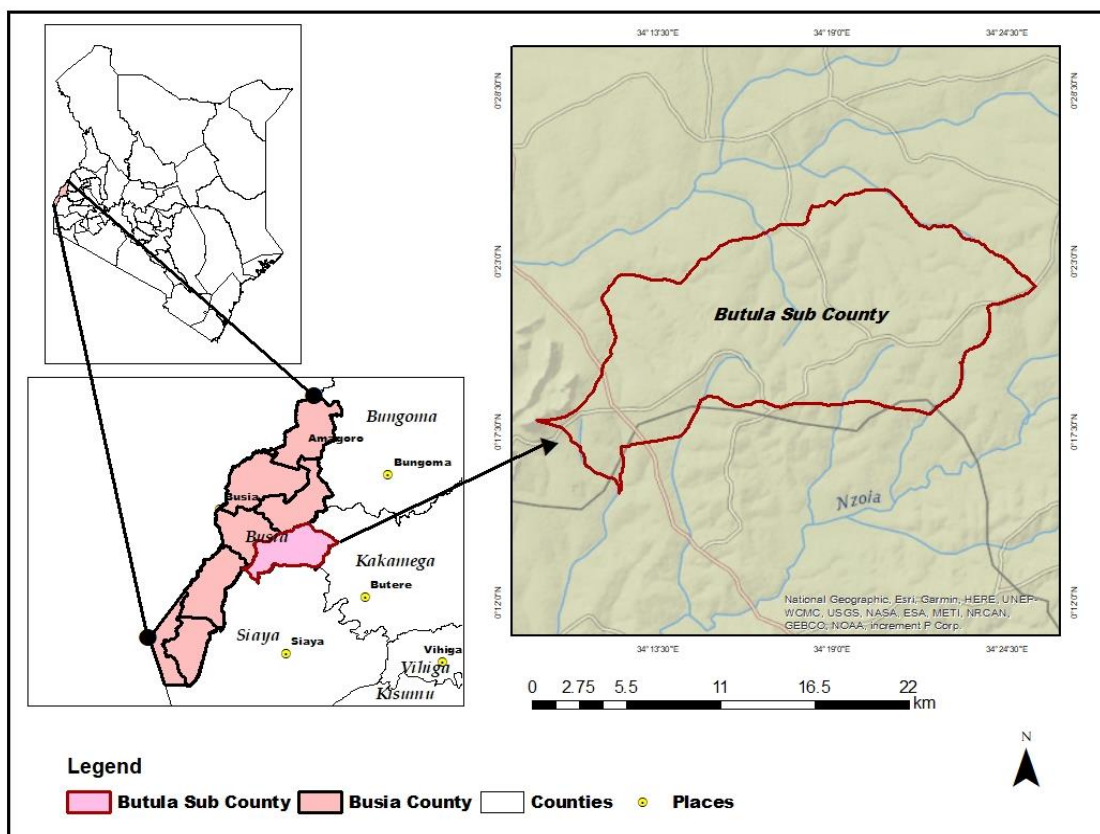 34°13'30"E
34°19'0"E
34°24'30"E
0°28'30"N
0°28'30"N
0°23'0"N
0°23'0"N
0°17'30"N
0°17'30"N
0°12'0"N
0°12'0"N
Butula Sub County
Nzoia
National Geographic, Esri, Garmin, HERE, UNEP-
WCMC, USGS, NASA, ESA, METI, NRCAN,
GEBCO, NOAA, increment P Corp.
34°13'30"E
34°19'0"E
34°24'30"E
Bungoma
Amagoro
Bungoma
Busia
Busia
Kakamega
Butere
Siaya
Siaya
Vihiga
Vihiga
Kisumu
0 2.75 5.5 11 16.5 22
km
N
Legend
Butula Sub County
Busia County
Counties
Places